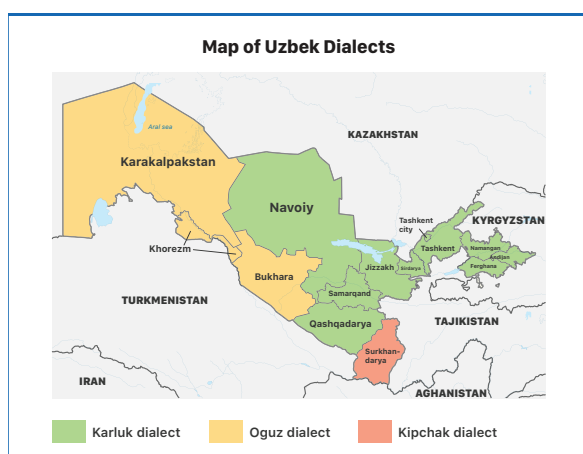 Map of Uzbek Dialects
Aral sea
KAZAKHSTAN
Karakalpakstan
Navoiy
Tashkent
city
KYRGYZSTAN
Khorezm
Tashkent
Namangan
Andijan
Bukhara
Jizzakh
Sirdarya
Ferghana
Samarqand
TURKMENISTAN
Qashqadarya
TAJIKISTAN
Surkhan-
darya
IRAN
AGHANISTAN
Karluk dialect
Oguz dialect
Kipchak dialect